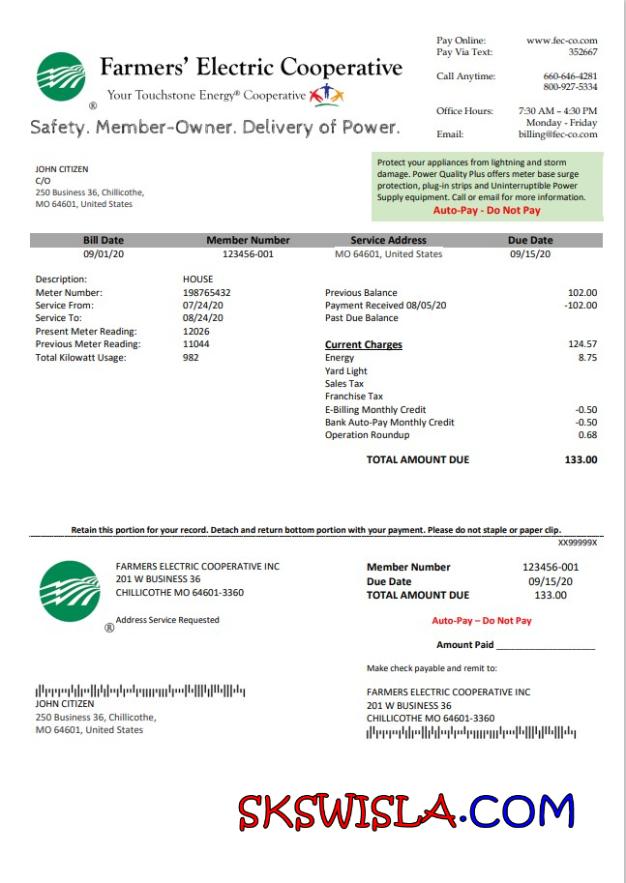 Farmers' Electric Cooperative
Your Touchstone Energy® Cooperative
®
Safety. Member-Owner. Delivery of Power.
Pay Online: www.fec-co.com
Pay Via Text: 352667
Call Anytime: 660-646-4281
800-927-5334
Office Hours: 7:30 AM – 4:30 PM
Monday - Friday
Email: billing@fec-co.com
JOHN CITIZEN
C/O
250 Business 36, Chillicothe,
MO 64601, United States
Protect your appliances from lightning and storm
damage. Power Quality Plus offers meter base surge
protection, plug-in strips and Uninterruptible Power
Supply equipment. Call or email for more information.
Auto-Pay - Do Not Pay
Bill Date Member Number Service Address Due Date
09/01/20 123456-001 MO 64601, United States 09/15/20
Description: HOUSE
Meter Number: 198765432
Service From: 07/24/20
Service To: 08/24/20
Present Meter Reading: 12026
Previous Meter Reading: 11044
Total Kilowatt Usage: 982
Previous Balance 102.00
Payment Received 08/05/20 -102.00
Past Due Balance
Current Charges 124.57
Energy 8.75
Yard Light
Sales Tax
Franchise Tax
E-Billing Monthly Credit -0.50
Bank Auto-Pay Monthly Credit -0.50
Operation Roundup 0.68
TOTAL AMOUNT DUE 133.00
Retain this portion for your record. Detach and return bottom portion with your payment. Please do not staple or paper clip.
XX99999X
FARMERS ELECTRIC COOPERATIVE INC
201 W BUSINESS 36
CHILLICOTHE MO 64601-3360
® Address Service Requested
Member Number 123456-001
Due Date 09/15/20
TOTAL AMOUNT DUE 133.00
Auto-Pay – Do Not Pay
Amount Paid
Make check payable and remit to:
JOHN CITIZEN
250 Business 36, Chillicothe,
MO 64601, United States
FARMERS ELECTRIC COOPERATIVE INC
201 W BUSINESS 36
CHILLICOTHE MO 64601-3360
SKSWISLA.COM